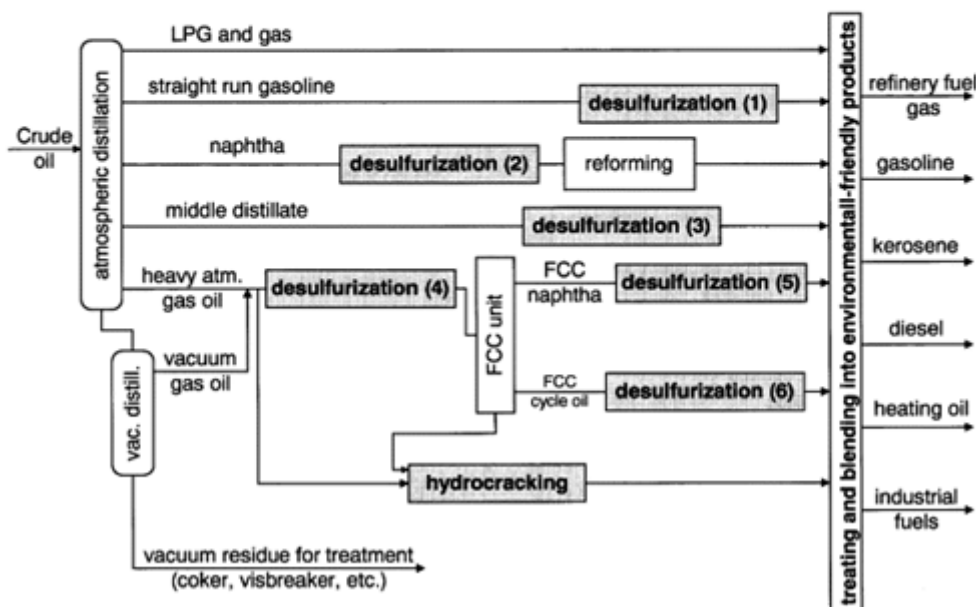 LPG and gas
straight run gasoline
desulfurization (1)
Crude
oil
atmospheric distillation
naphtha
desulfurization (2)
reforming
middle distillate
desulfurization (3)
heavy atm.
gas oil
desulfurization (4)
FCC unit
FCC
naphtha
desulfurization (5)
vacuum
gas oil
vac. distill.
FCC
cycle oil
desulfurization (6)
hydrocracking
vacuum residue for treatment
(coker, visbreaker, etc.)
treating and blending into environmentall-friendly products
refinery fuel
gas
gasoline
kerosene
diesel
heating oil
industrial
fuels